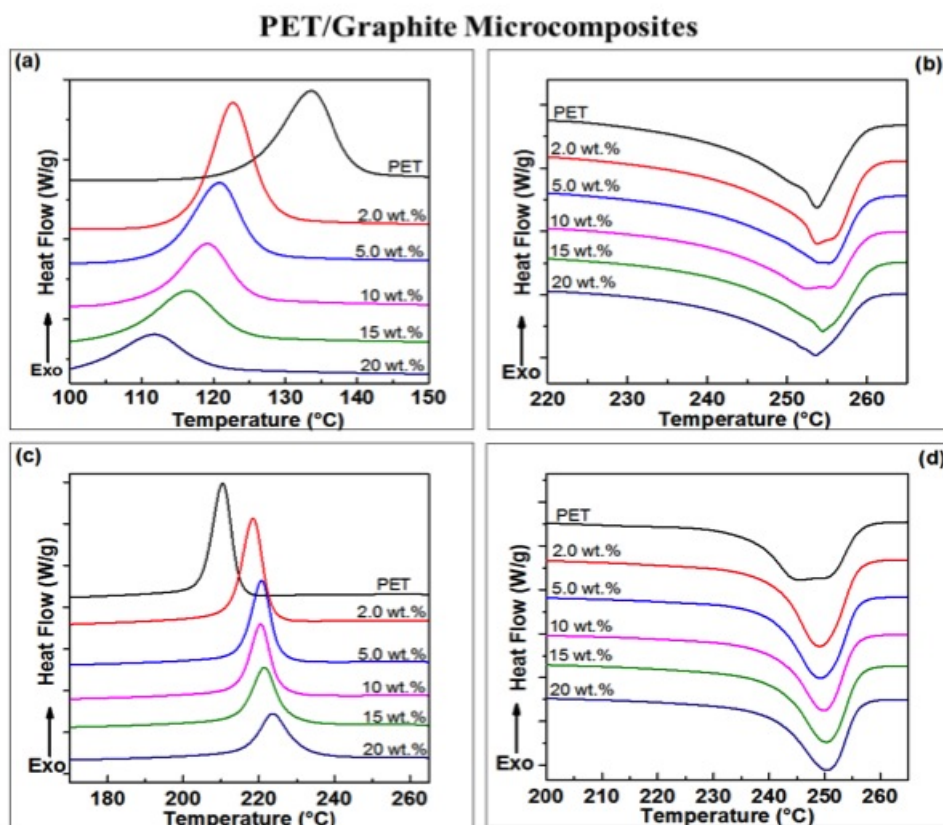 PET/Graphite Microcomposites
(a)
Heat Flow (W/g)
Exo
PET
2.0 wt.%
5.0 wt.%
10 wt.%
15 wt.%
20 wt.%
100 110 120 130 140 150
Temperature (°C)
(b)
Heat Flow (W/g)
Exo
PET
2.0 wt.%
5.0 wt.%
10 wt.%
15 wt.%
20 wt.%
220 230 240 250 260
Temperature (°C)
(c)
Heat Flow (W/g)
Exo
PET
2.0 wt.%
5.0 wt.%
10 wt.%
15 wt.%
20 wt.%
180 200 220 240 260
Temperature (°C)
(d)
Heat Flow (W/g)
Exo
PET
2.0 wt.%
5.0 wt.%
10 wt.%
15 wt.%
20 wt.%
200 210 220 230 240 250 260
Temperature (°C)